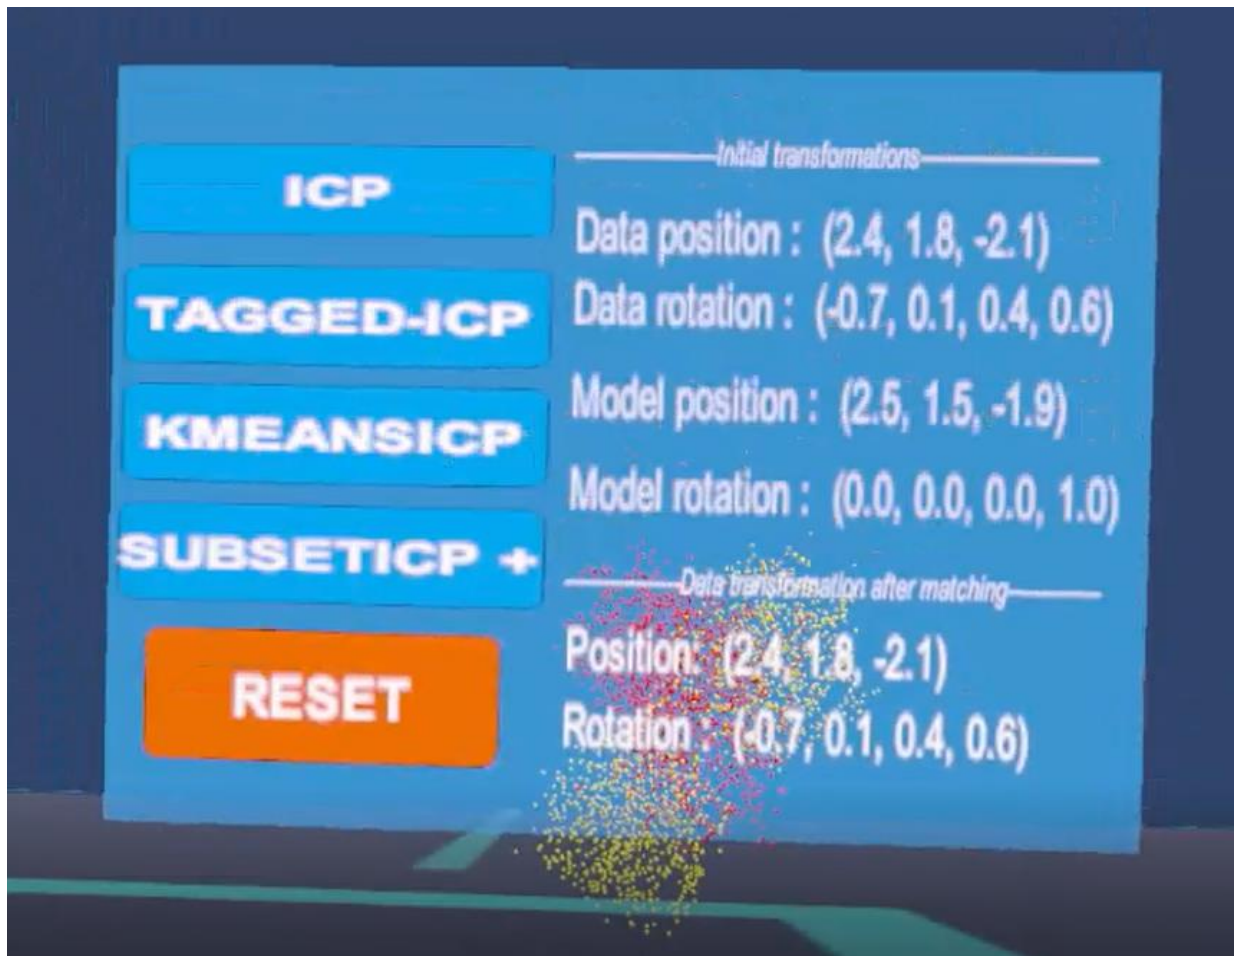 ICP
TAGGED-ICP
KMEANSICP
SUBSETICP +
RESET
Initial transformations
Data position : (2.4, 1.8, -2.1)
Data rotation : (-0.7, 0.1, 0.4, 0.6)
Model position : (2.5, 1.5, -1.9)
Model rotation : (0.0, 0.0, 0.0, 1.0)
Data transformation after matching
Position: (2.4, 1.8, -2.1)
Rotation : (-0.7, 0.1, 0.4, 0.6)